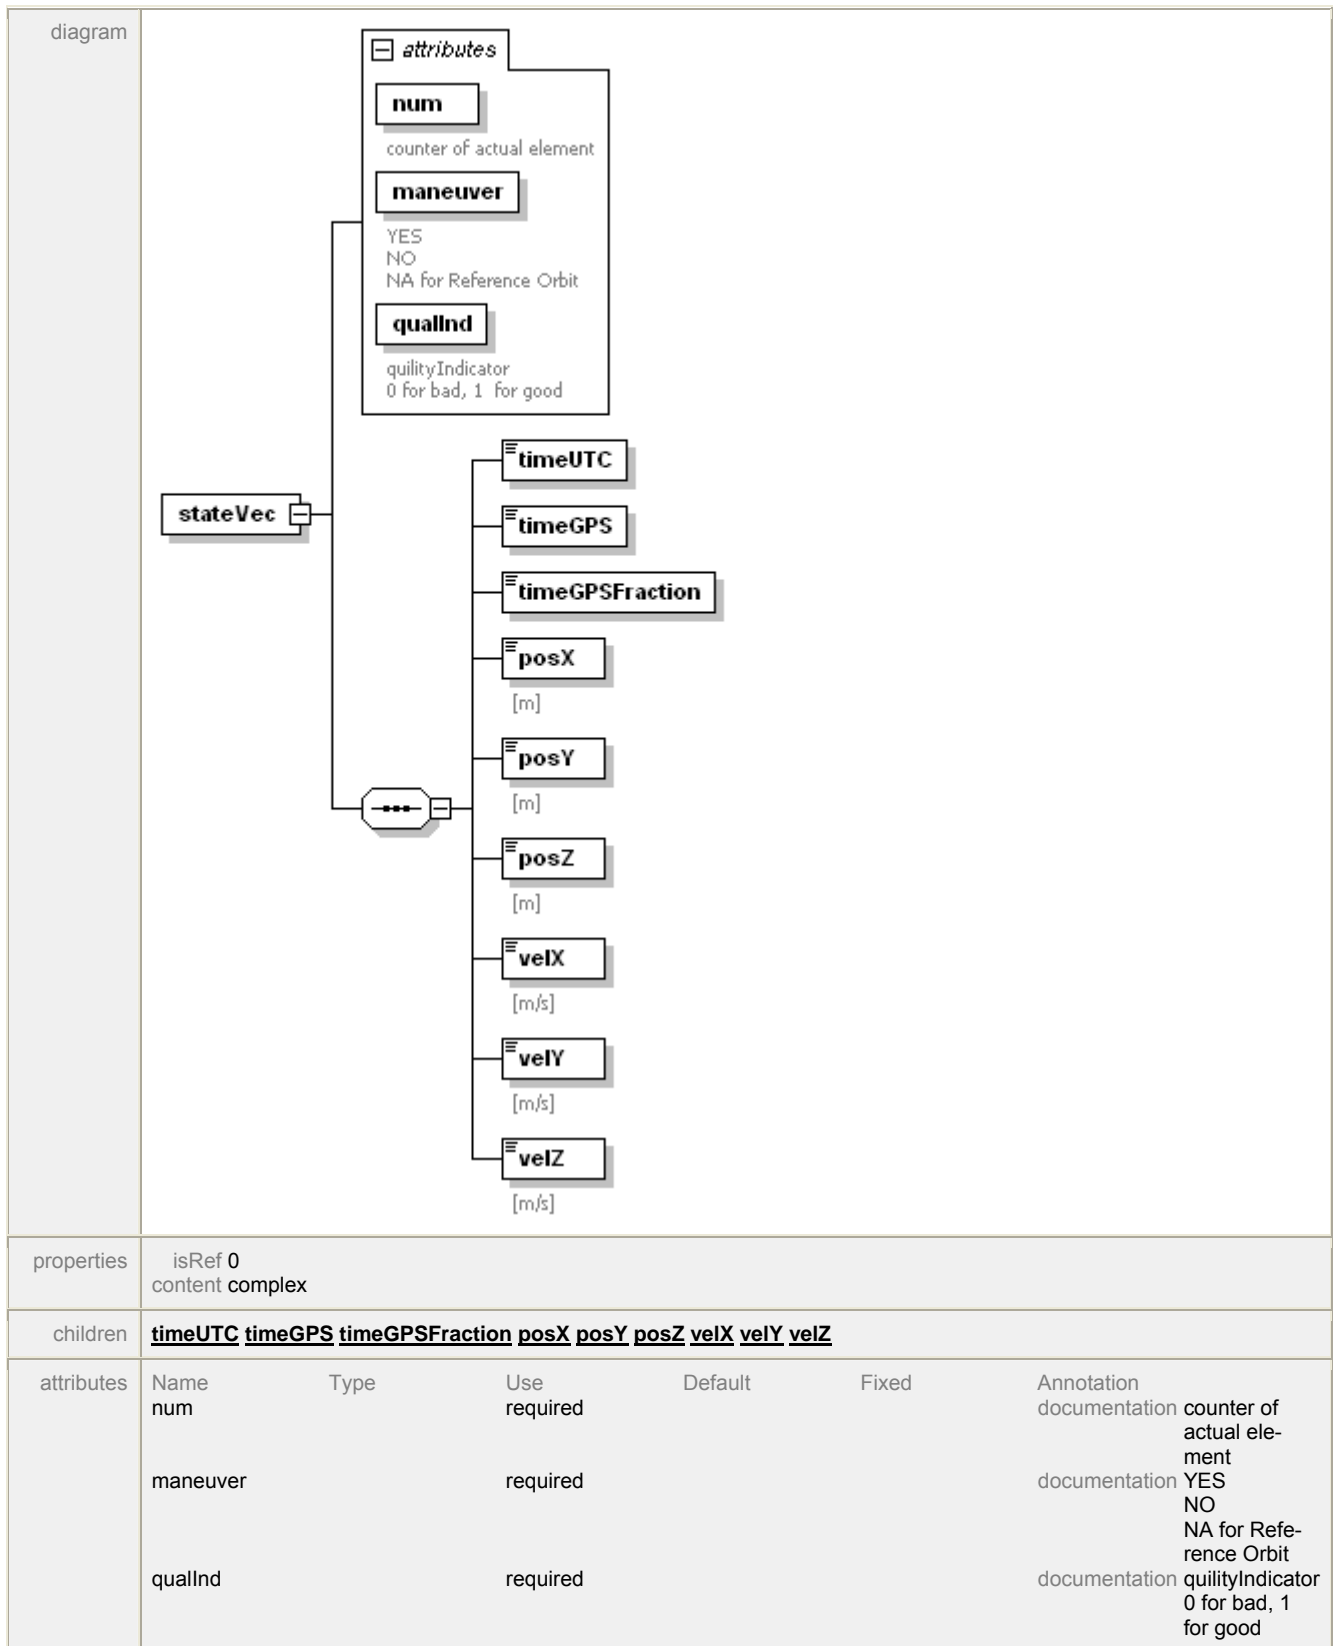 diagram
attributes
num
counter of actual element
maneuver
YES
NO
NA for Reference Orbit
qualInd
quilityIndicator
0 for bad, 1 for good
stateVec
timeUTC
timeGPS
timeGPSFraction
posX
[m]
posY
[m]
posZ
[m]
velX
[m/s]
velY
[m/s]
velZ
[m/s]
properties
isRef 0
content complex
children
timeUTC timeGPS timeGPSFraction posX posY posZ velX velY velZ
attributes
Name Type Use Default Fixed Annotation
num required documentation counter of
actual ele-
ment
maneuver required documentation YES
NO
NA for Refe-
rence Orbit
qualInd required documentation quilityIndicator
0 for bad, 1
for good